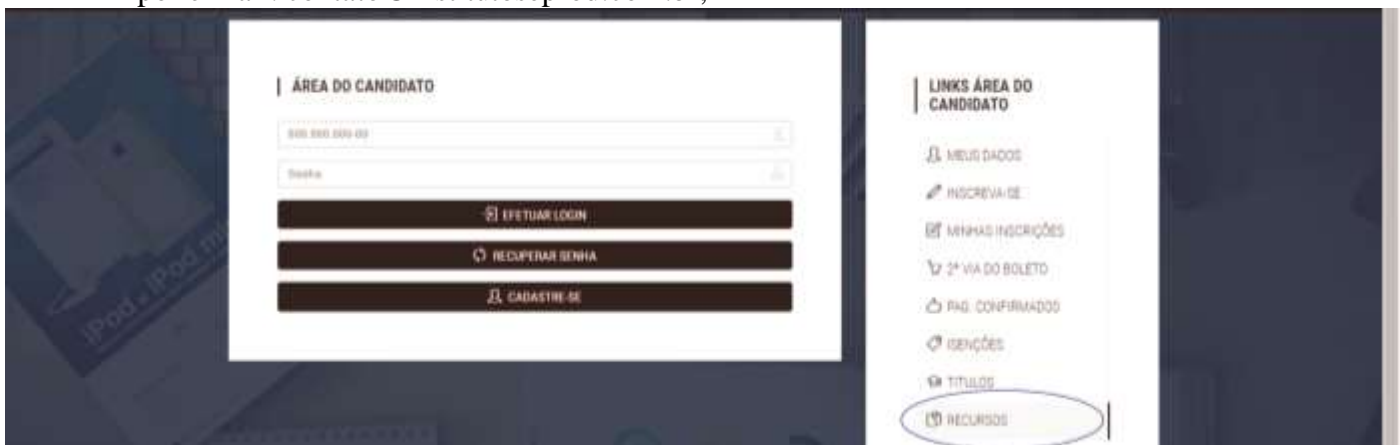 ÁREA DO CANDIDATO
000.000.000-00
Senha
EFETUAR LOGIN
RECUPERAR SENHA
CADASTRE-SE
LINKS ÁREA DO
CANDIDATO
MEUS DADOS
INSCREVA-SE
MINHAS INSCRIÇÕES
2ª VIA DO BOLETO
PAG. CONFIRMADOS
ISENÇÕES
TITULOS
RECURSOS
iPod